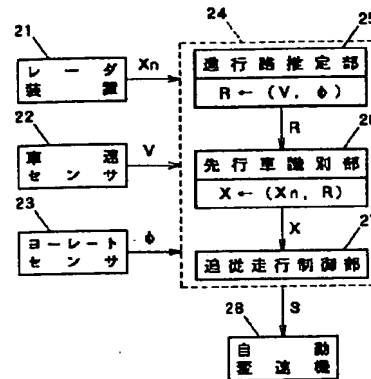 21
レーダ
装置
Xn
22
車速
センサ
V
23
ヨーレート
センサ
φ
24
25
進行路推定部
R ← (V, φ)
R
26
先行車識別部
X ← (Xn, R)
X
27
追従走行制御部
S
28
自動
変速機